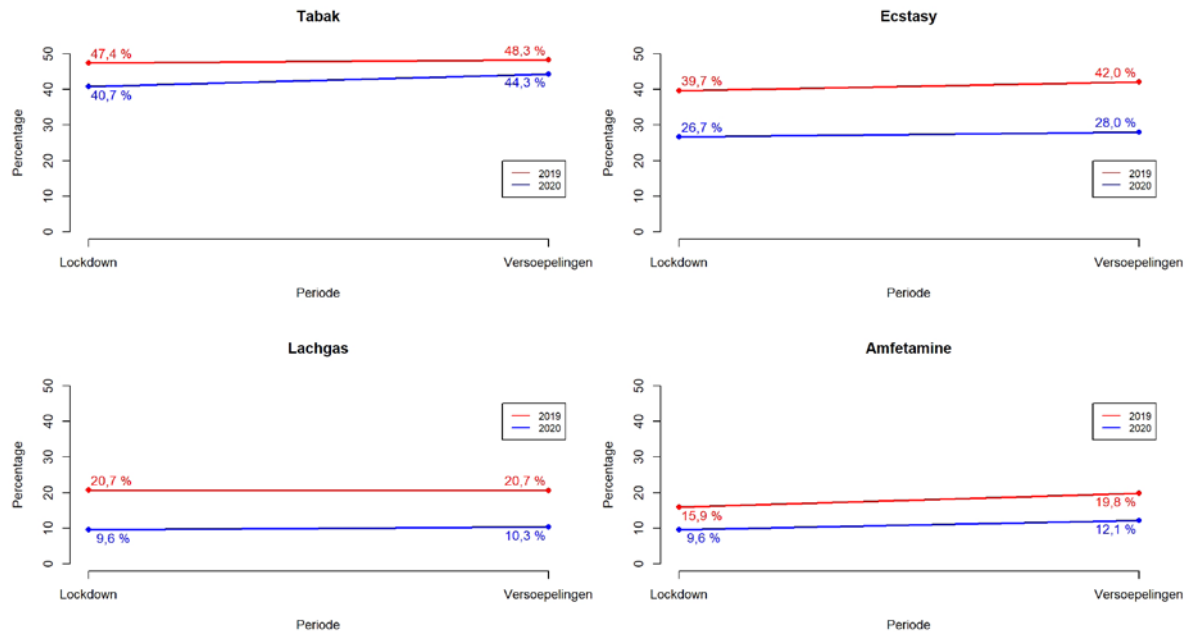 Tabak
50
40
30
20
10
0
Percentage
47,4 %
48,3 %
40,7 %
44,3 %
2019
2020
Lockdown
Versoepelingen
Periode
Ecstasy
50
40
30
20
10
0
Percentage
39,7 %
42,0 %
26,7 %
28,0 %
2019
2020
Lockdown
Versoepelingen
Periode
Lachgas
50
40
30
20
10
0
Percentage
2019
2020
20,7 %
20,7 %
9,6 %
10,3 %
Lockdown
Versoepelingen
Periode
Amfetamine
50
40
30
20
10
0
Percentage
2019
2020
15,9 %
19,8 %
9,6 %
12,1 %
Lockdown
Versoepelingen
Periode